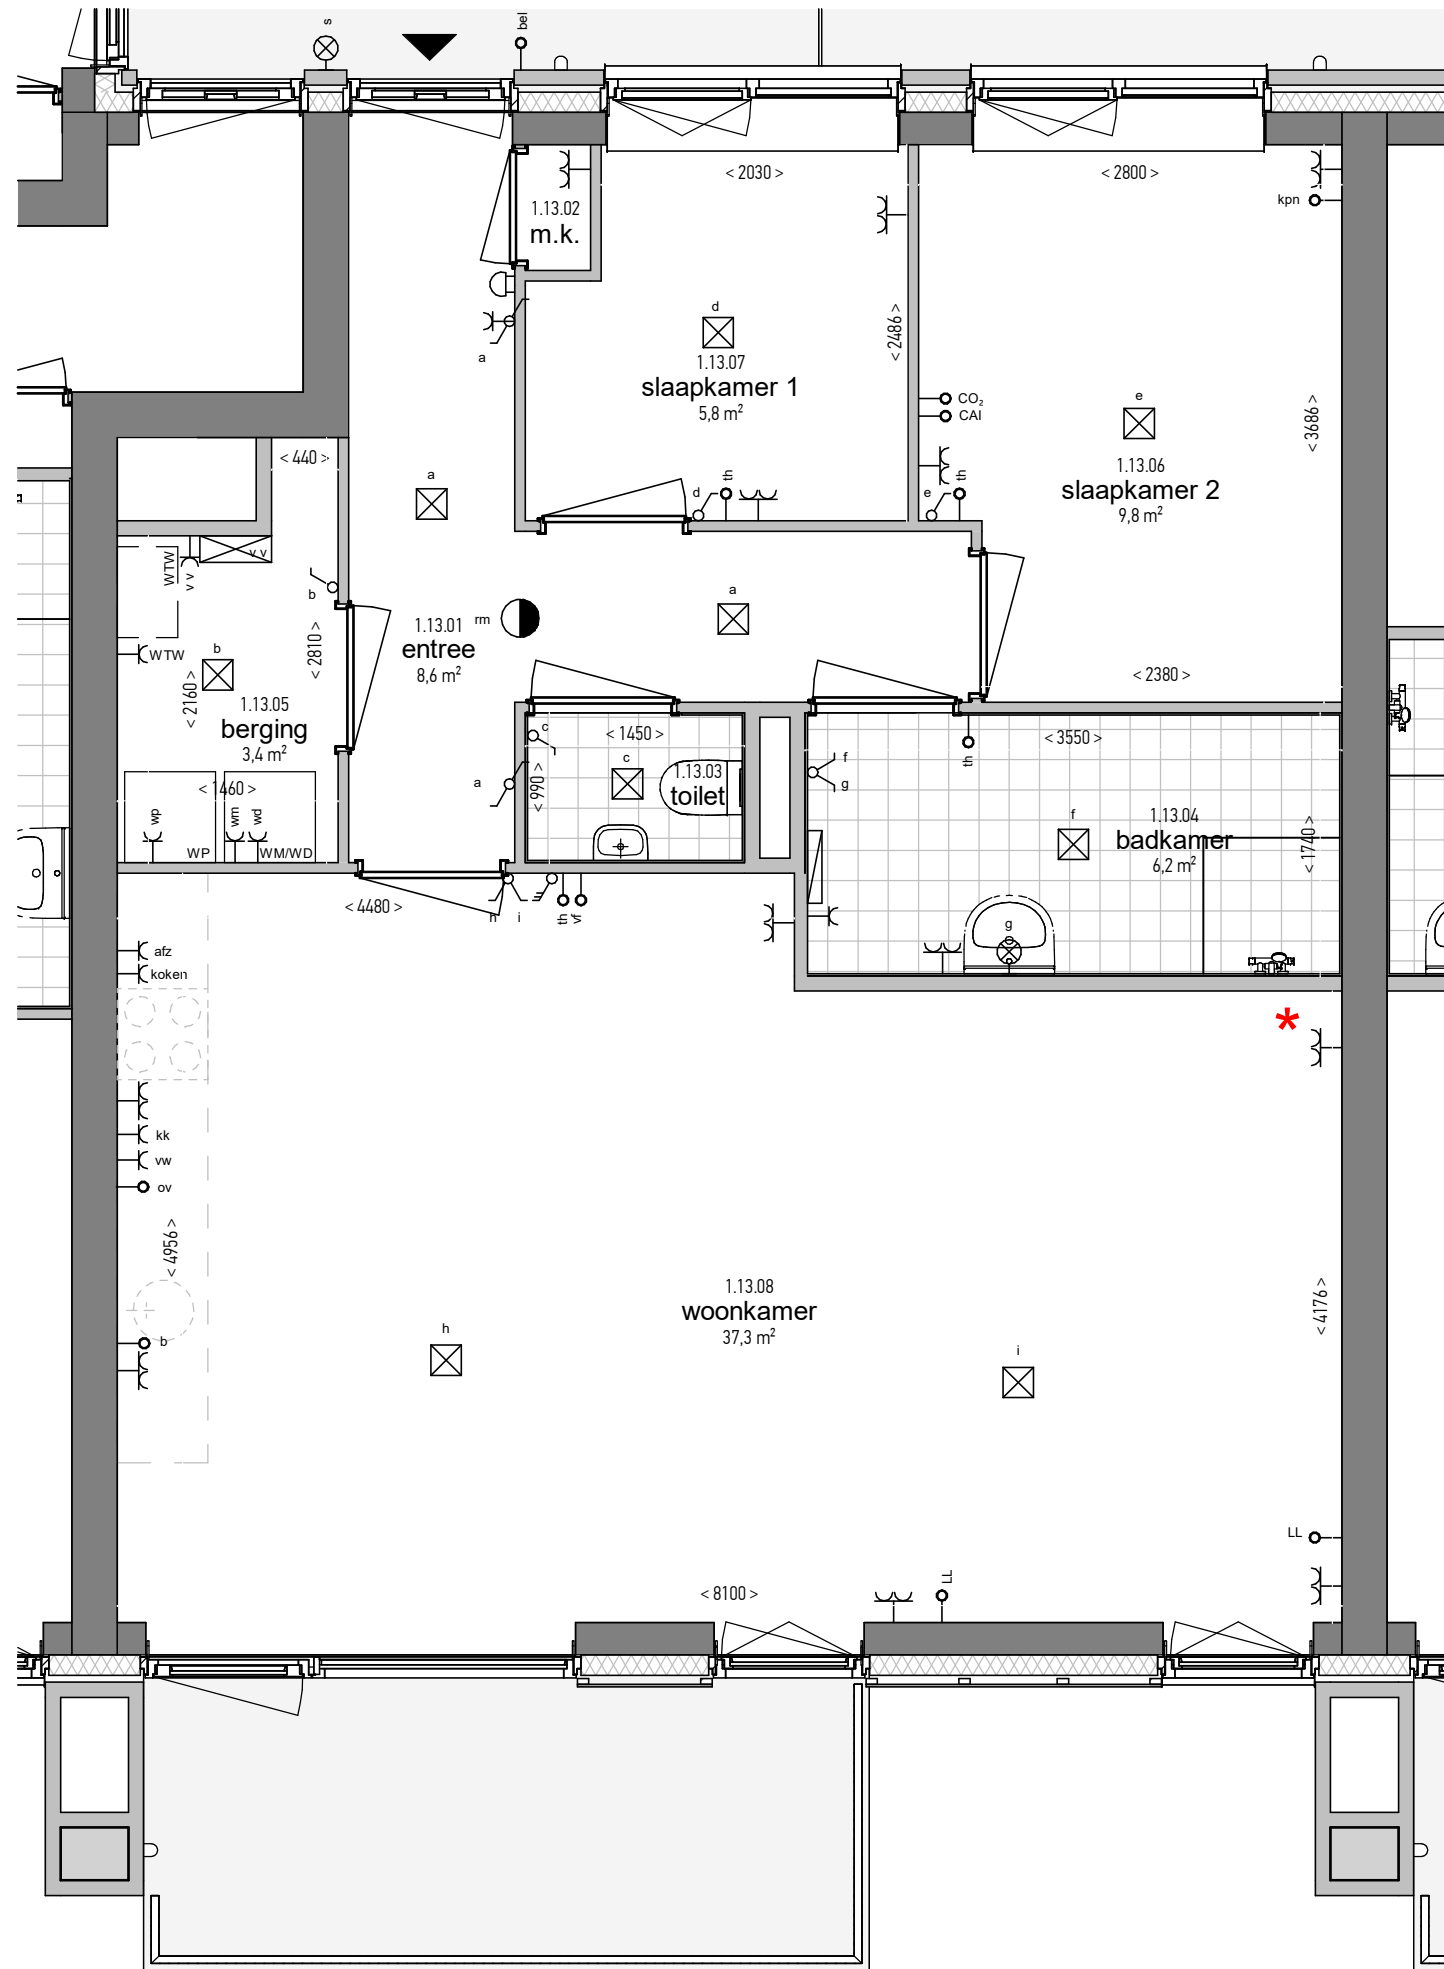 s
bel
< 2030 >
< 2800 >
kpn
1.13.02
m.k.
a
d
1.13.07
slaapkamer 1
5,8 m²
< 2486 >
CO₂
CAI
e
< 3686 >
1.13.06
slaapkamer 2
9,8 m²
< 440 >
a
d
th
e
th
WTW
v v
v v
b
WTW
b
< 2810 >
< 2160 >
1.13.05
berging
3,4 m²
1.13.01
entree
8,6 m²
rm
a
< 2380 >
c
< 1450 >
c
< 990 >
1.13.03
toilet
a
th
< 3550 >
f
g
f
1.13.04
badkamer
6,2 m²
< 1740 >
< 1460 >
wp
wm
wd
WP
WM/WD
< 4480 >
h
i
th
vf
g
afz
koken
*
kk
vw
ov
< 4956 >
b
1.13.08
woonkamer
37,3 m²
< 4176 >
h
i
LL
LL
< 8100 >